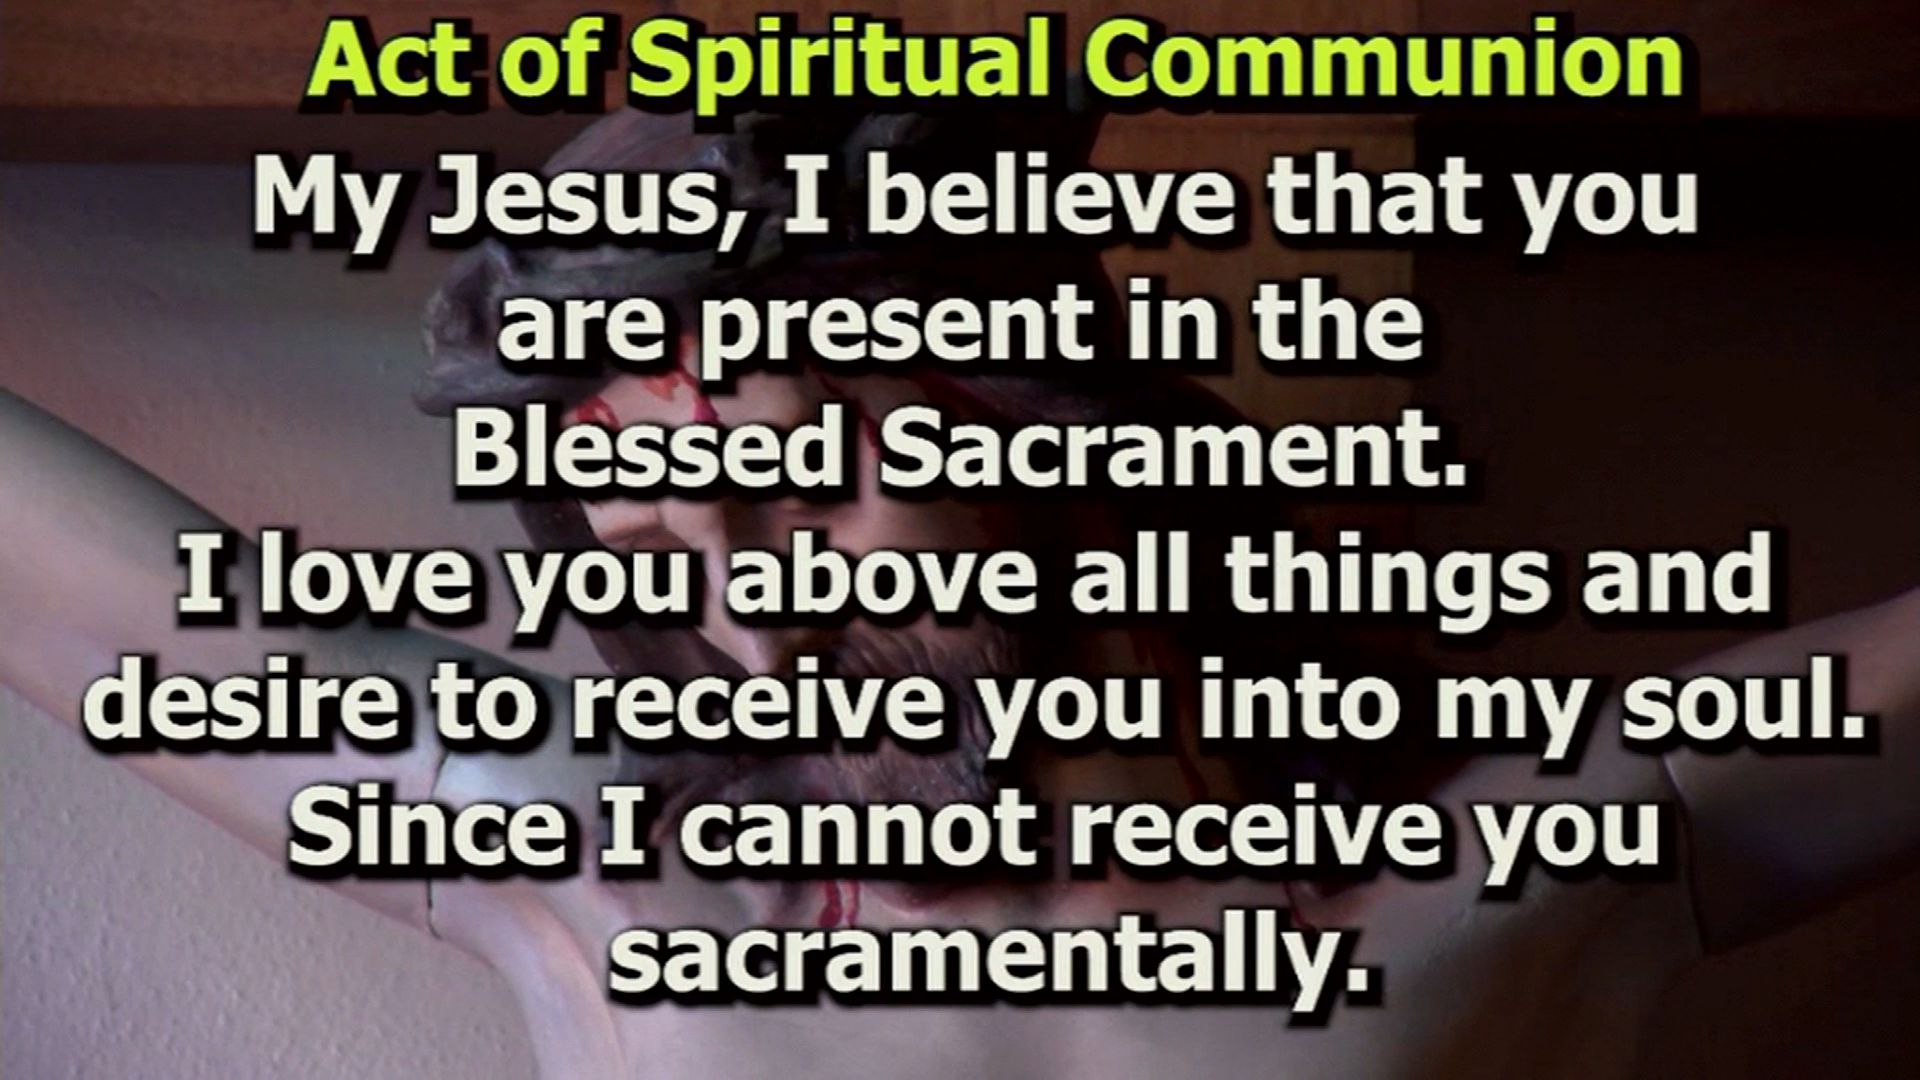 Act of Spiritual Communion
My Jesus, I believe that you
are present in the
Blessed Sacrament.
I love you above all things and
desire to receive you into my soul.
Since I cannot receive you
sacramentally.